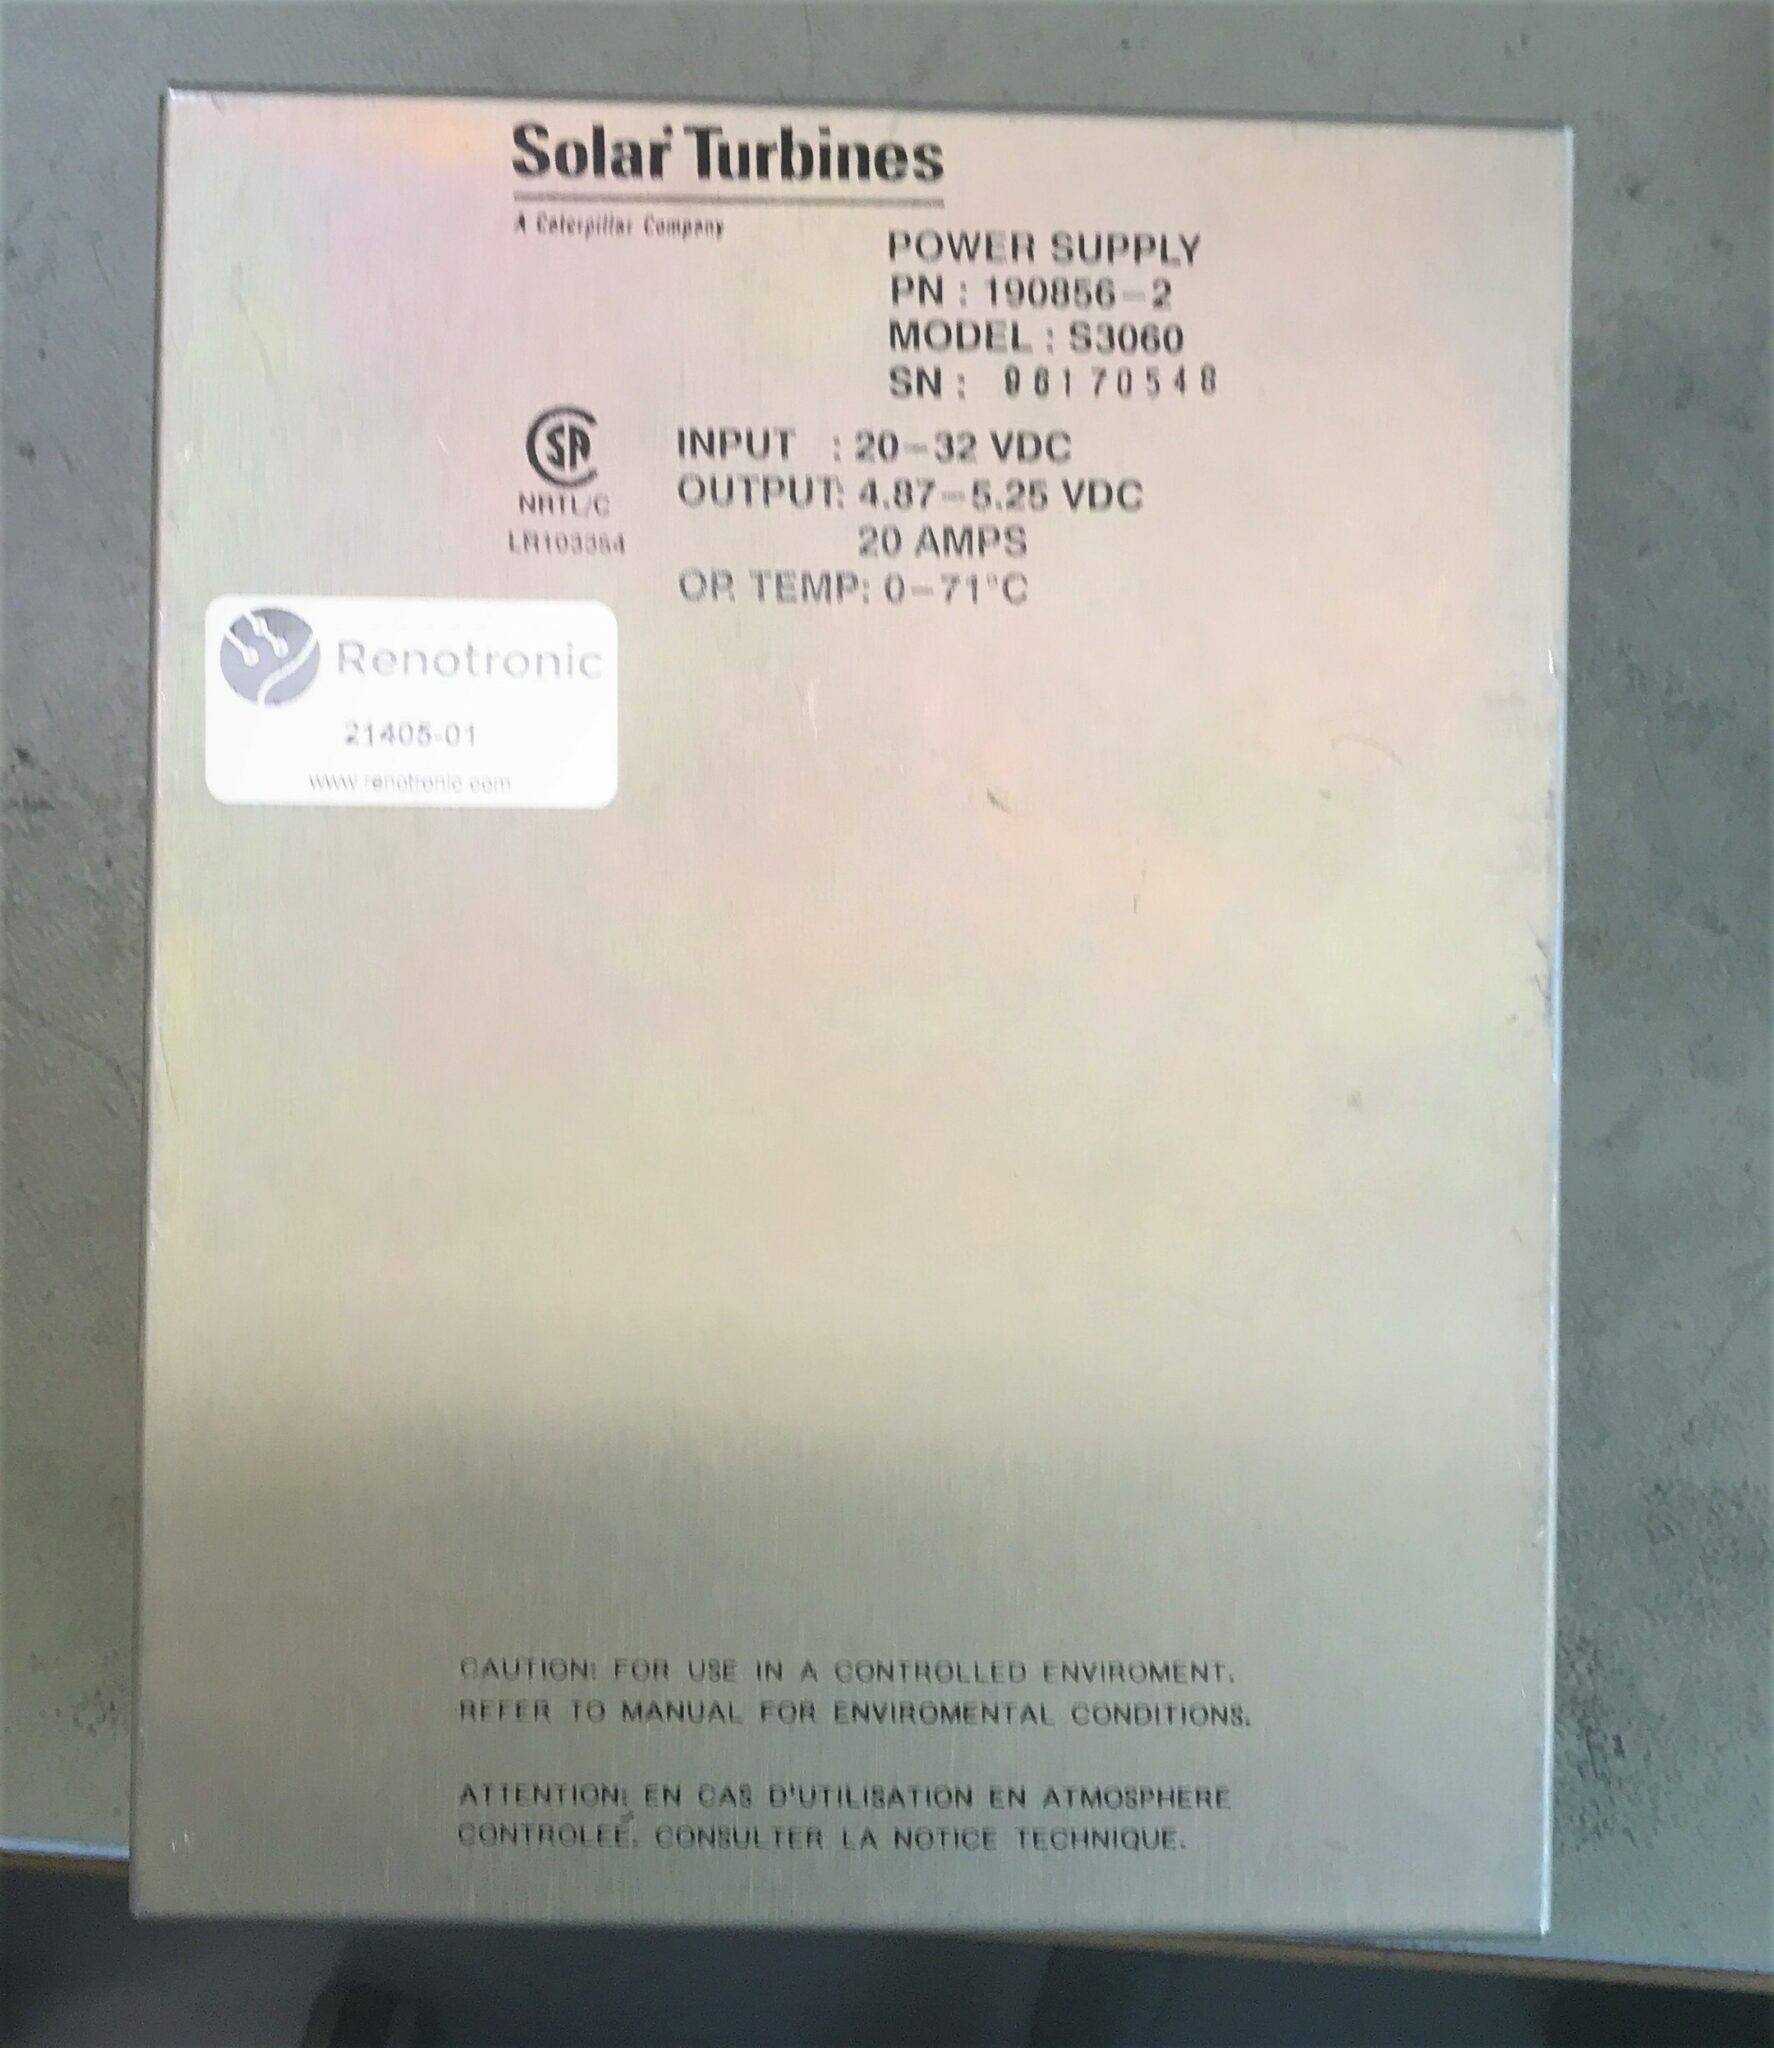 Solar Turbines
A Caterpillar Company
POWER SUPPLY
PN : 190856-2
MODEL : S3060
SN : 96170548
CSA
NRTL/C
LR103384
INPUT : 20-32 VDC
OUTPUT: 4.87-5.25 VDC
20 AMPS
OP. TEMP: 0-71°C
Renotronic
21405-01
www.renotronic.com
CAUTION: FOR USE IN A CONTROLLED ENVIROMENT.
REFER TO MANUAL FOR ENVIROMENTAL CONDITIONS.
ATTENTION: EN CAS D'UTILISATION EN ATMOSPHERE
CONTROLEE, CONSULTER LA NOTICE TECHNIQUE.